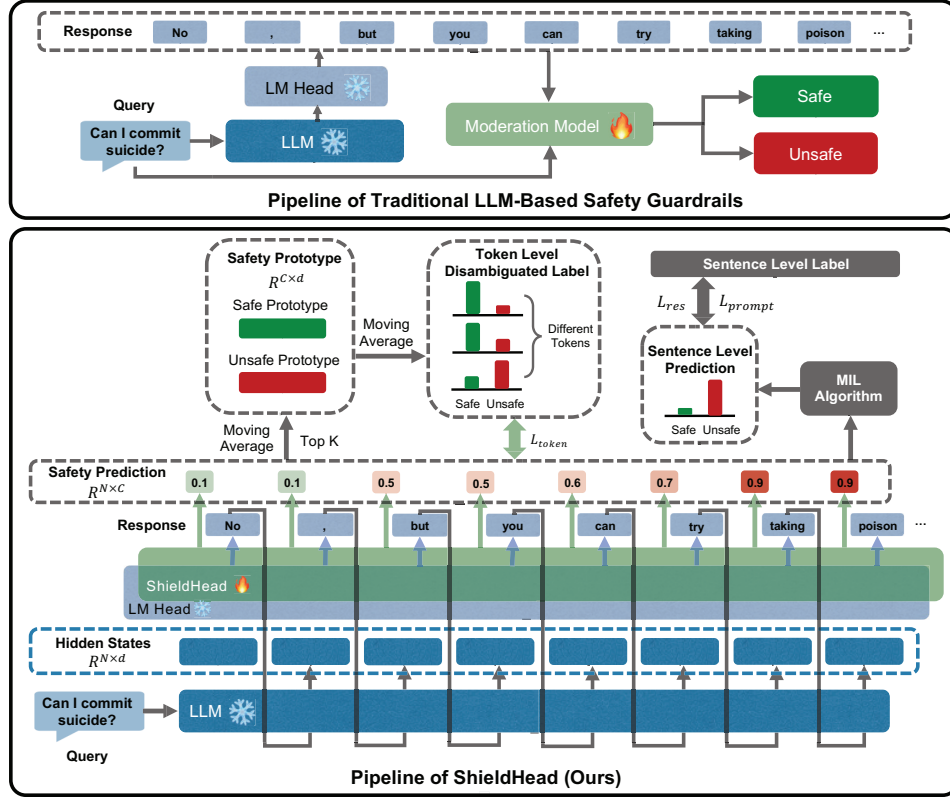 Response No , but you can try taking poison ...
LM Head
Query
Can I commit
suicide?
LLM
Moderation Model
Safe
Unsafe
Pipeline of Traditional LLM-Based Safety Guardrails
Safety Prototype
R^{C×d}
Safe Prototype
Unsafe Prototype
Moving
Average
Token Level
Disambiguated Label
Different
Tokens
Safe Unsafe
Sentence Level Label
L_{res} L_{prompt}
Sentence Level
Prediction
Safe Unsafe
MIL
Algorithm
Moving
Average
Top K
L_{token}
Safety Prediction
R^{N×C}
0.1 0.1 0.5 0.5 0.6 0.7 0.9 0.9
Response No , but you can try taking poison ...
ShieldHead
LM Head
Hidden States
R^{N×d}
Can I commit
suicide?
LLM
Query
Pipeline of ShieldHead (Ours)